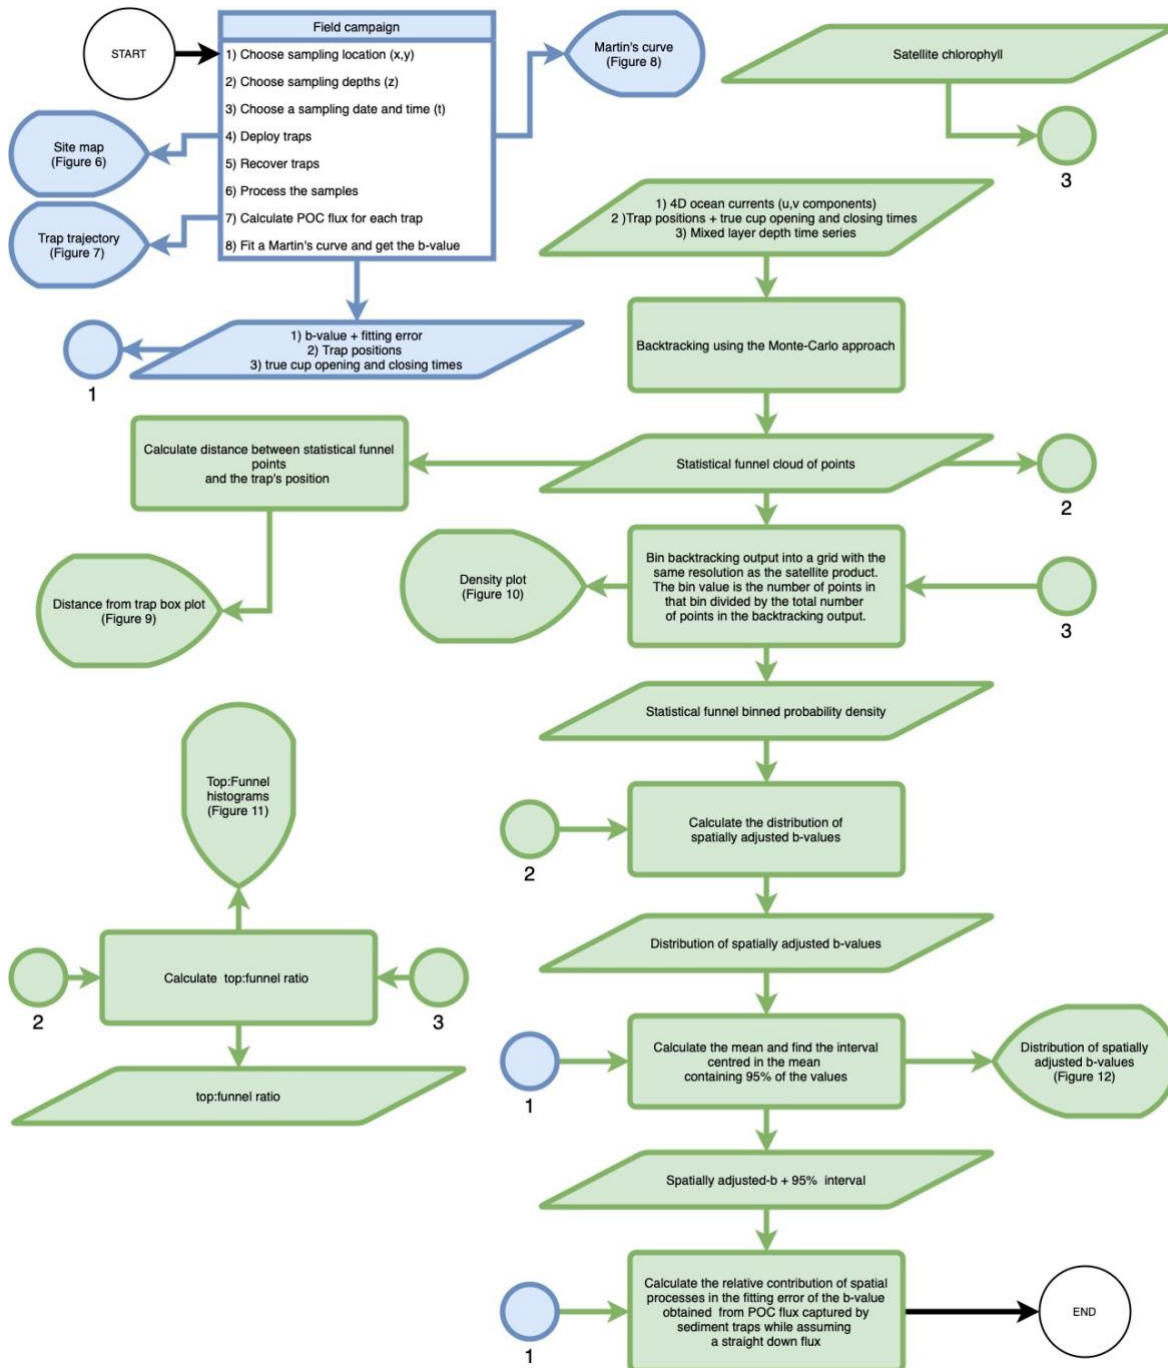 START
Field campaign
1) Choose sampling location (x,y)
2) Choose sampling depths (z)
3) Choose a sampling date and time (t)
4) Deploy traps
5) Recover traps
6) Process the samples
7) Calculate POC flux for each trap
8) Fit a Martin's curve and get the b-value
Martin's curve
(Figure 8)
Satellite chlorophyll
3
Site map
(Figure 6)
Trap trajectory
(Figure 7)
1) 4D ocean currents (u,v components)
2 )Trap positions + true cup opening and closing times
3) Mixed layer depth time series
1) b-value + fitting error
2) Trap positions
3) true cup opening and closing times
1
Backtracking using the Monte-Carlo approach
Calculate distance between statistical funnel
points
and the trap's position
Statistical funnel cloud of points
2
Distance from trap box plot
(Figure 9)
Density plot
(Figure 10)
Bin backtracking output into a grid with the
same resolution as the satellite product.
The bin value is the number of points in
that bin divided by the total number
of points in the backtracking output.
3
Statistical funnel binned probability density
Top:Funnel
histograms
(Figure 11)
2
Calculate the distribution of
spatially adjusted b-values
Distribution of spatially adjusted b-values
2
Calculate top:funnel ratio
3
top:funnel ratio
1
Calculate the mean and find the interval
centred in the mean
containing 95% of the values
Distribution of spatially
adjusted b-values
(Figure 12)
Spatially adjusted-b + 95% interval
1
Calculate the relative contribution of spatial
processes in the fitting error of the b-value
obtained from POC flux captured by
sediment traps while assuming
a straight down flux
END